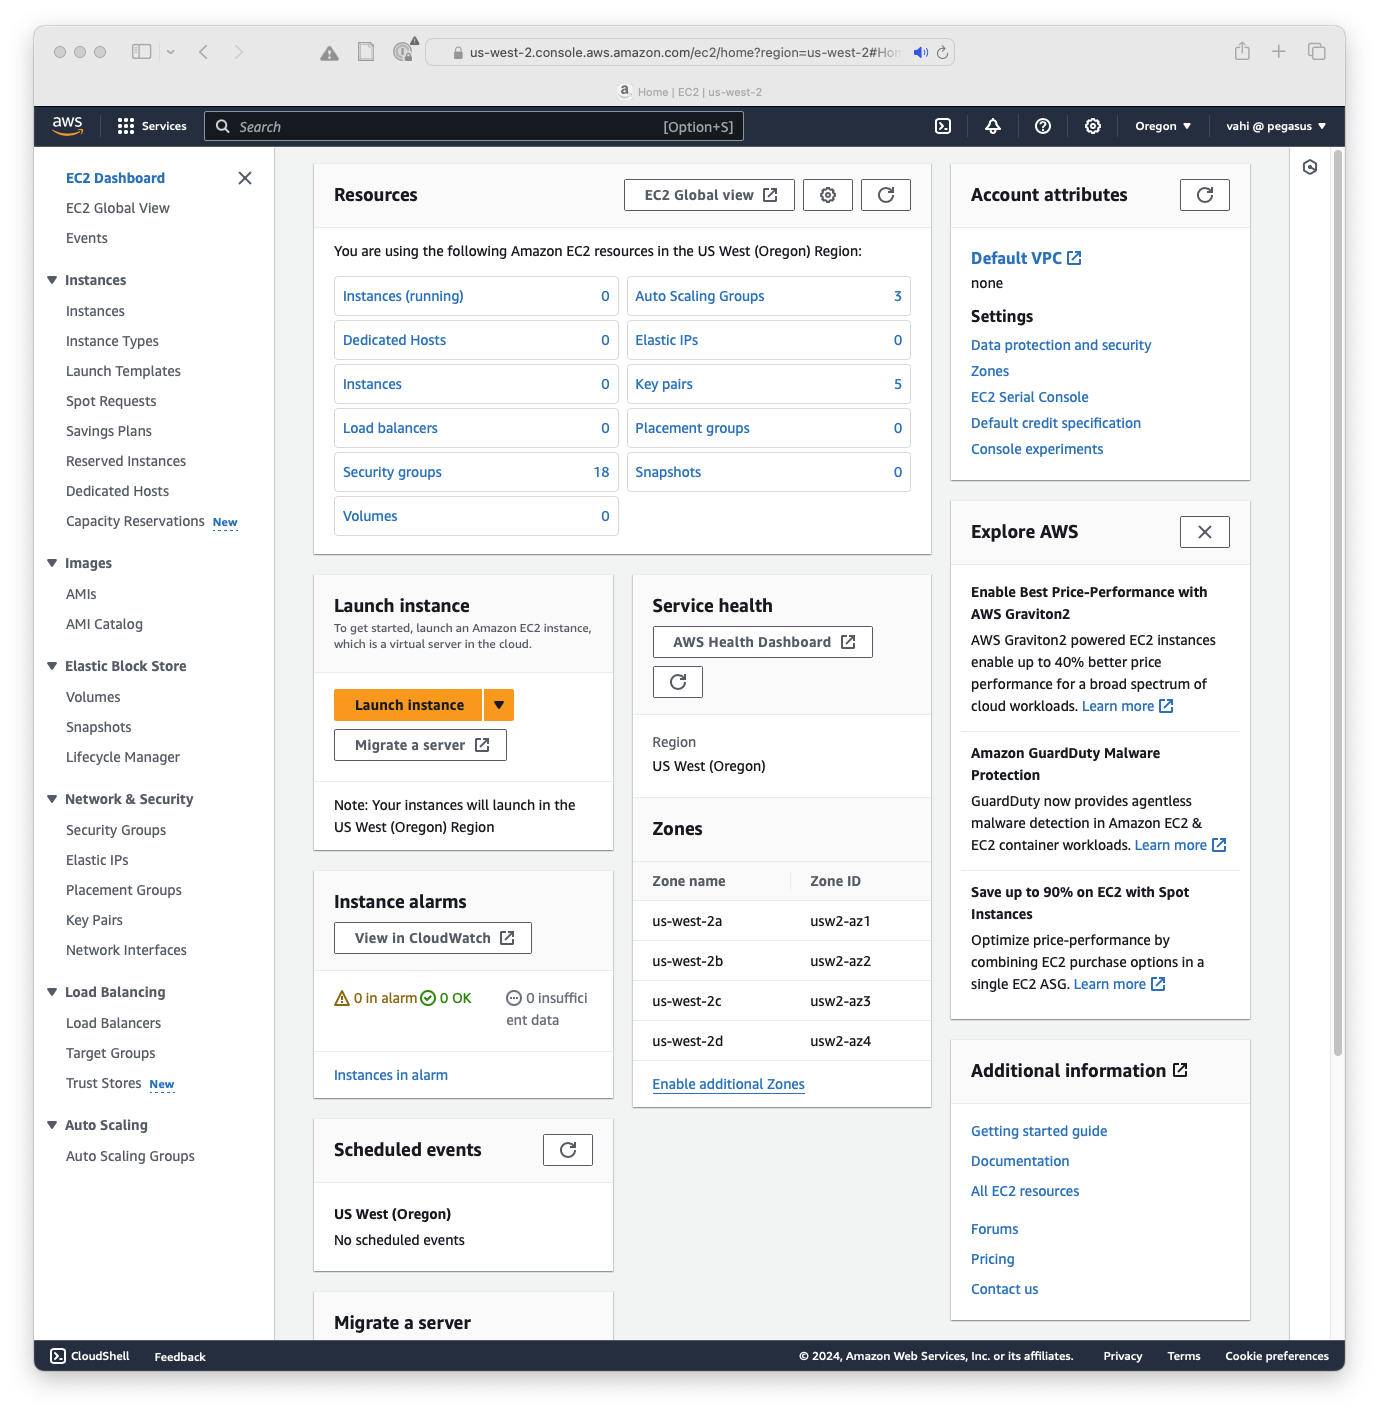 us-west-2.console.aws.amazon.com/ec2/home?region=us-west-2#Hom
a Home | EC2 | us-west-2
aws
Services
Search [Option+S]
Oregon
vahi @ pegasus
EC2 Dashboard
EC2 Global View
Events
Instances
Instances
Instance Types
Launch Templates
Spot Requests
Savings Plans
Reserved Instances
Dedicated Hosts
Capacity Reservations New
Images
AMIs
AMI Catalog
Elastic Block Store
Volumes
Snapshots
Lifecycle Manager
Network & Security
Security Groups
Elastic IPs
Placement Groups
Key Pairs
Network Interfaces
Load Balancing
Load Balancers
Target Groups
Trust Stores New
Auto Scaling
Auto Scaling Groups
Resources
EC2 Global view
You are using the following Amazon EC2 resources in the US West (Oregon) Region:
Instances (running) 0
Auto Scaling Groups 3
Dedicated Hosts 0
Elastic IPs 0
Instances 0
Key pairs 5
Load balancers 0
Placement groups 0
Security groups 18
Snapshots 0
Volumes 0
Launch instance
To get started, launch an Amazon EC2 instance,
which is a virtual server in the cloud.
Launch instance
Migrate a server
Note: Your instances will launch in the
US West (Oregon) Region
Instance alarms
View in CloudWatch
0 in alarm 0 OK 0 insuffici
ent data
Instances in alarm
Scheduled events
US West (Oregon)
No scheduled events
Migrate a server
Service health
AWS Health Dashboard
Region
US West (Oregon)
Zones
Zone name Zone ID
us-west-2a usw2-az1
us-west-2b usw2-az2
us-west-2c usw2-az3
us-west-2d usw2-az4
Enable additional Zones
Account attributes
Default VPC
none
Settings
Data protection and security
Zones
EC2 Serial Console
Default credit specification
Console experiments
Explore AWS
Enable Best Price-Performance with
AWS Graviton2
AWS Graviton2 powered EC2 instances
enable up to 40% better price
performance for a broad spectrum of
cloud workloads. Learn more
Amazon GuardDuty Malware
Protection
GuardDuty now provides agentless
malware detection in Amazon EC2 &
EC2 container workloads. Learn more
Save up to 90% on EC2 with Spot
Instances
Optimize price-performance by
combining EC2 purchase options in a
single EC2 ASG. Learn more
Additional information
Getting started guide
Documentation
All EC2 resources
Forums
Pricing
Contact us
CloudShell
Feedback
© 2024, Amazon Web Services, Inc. or its affiliates.
Privacy
Terms
Cookie preferences